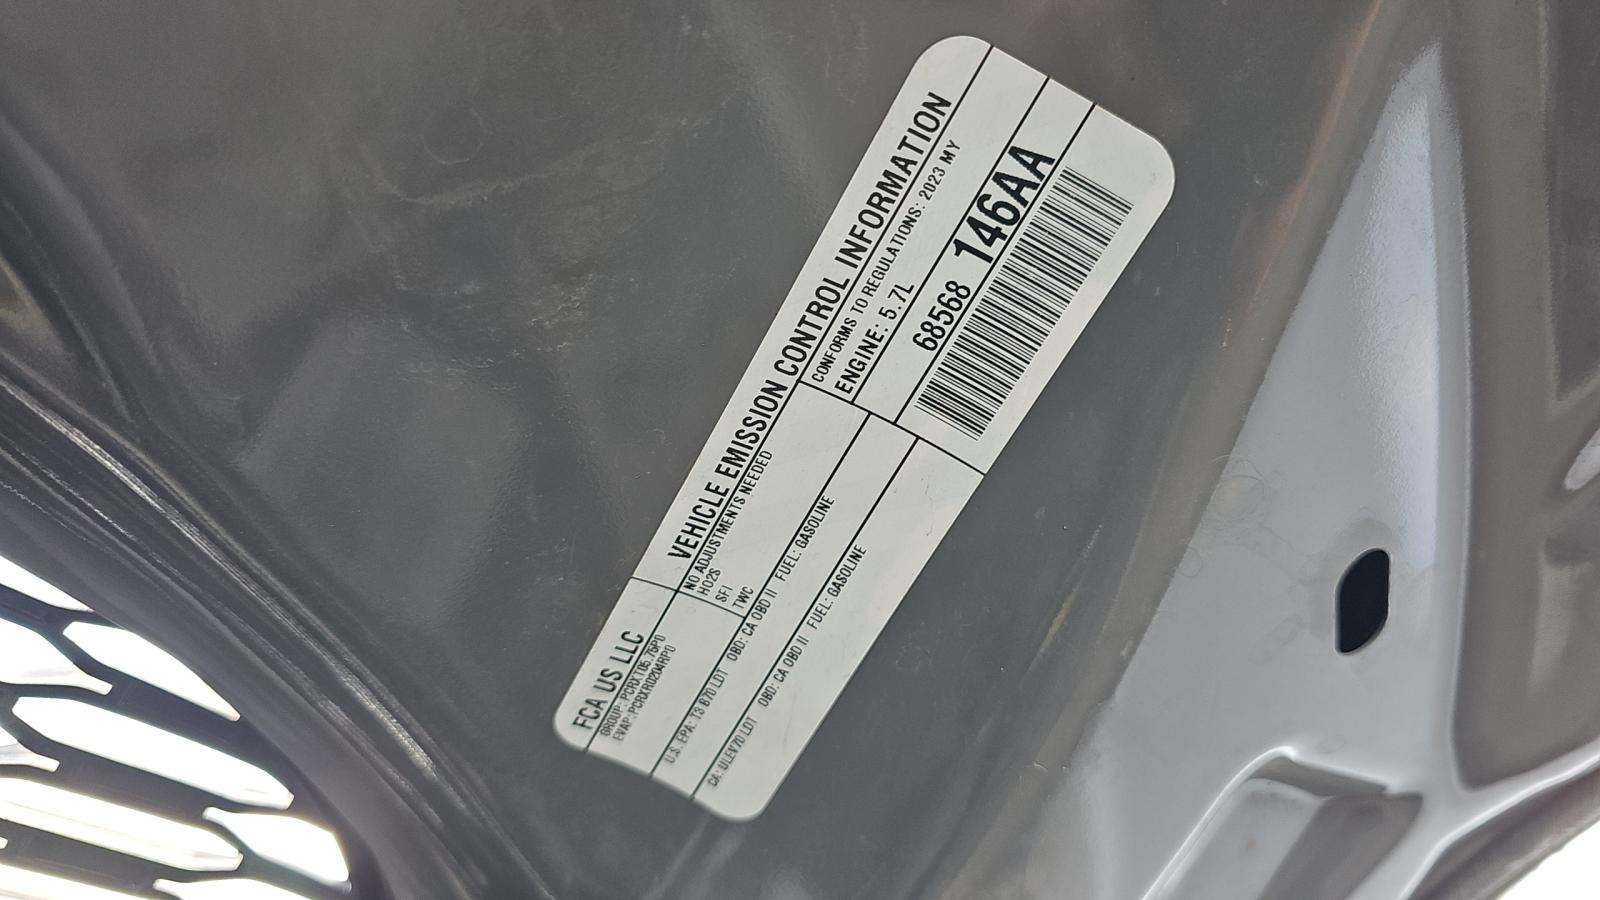 VEHICLE EMISSION CONTROL INFORMATION
FCA US LLC
GROUP: PCRXT05.75P0
EVAP: PCRXR0204RP0
NO ADJUSTMENTS NEEDED
HO2S
SFI
TWC
CONFORMS TO REGULATIONS: 2023 MY
ENGINE: 5.7L
68568 146AA
U.S. EPA: T3 B70 LDT OBD: CA OBD II FUEL: GASOLINE
CA: ULEV70 LDT OBD: CA OBD II FUEL: GASOLINE